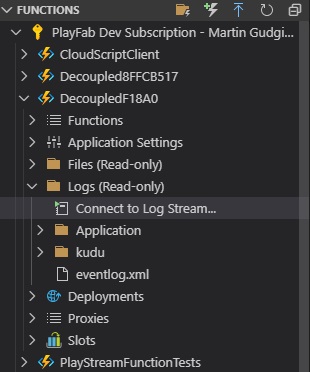 FUNCTIONS
PlayFab Dev Subscription - Martin Gudgi...
CloudScriptClient
Decoupled8FFCB517
DecoupledF18A0
Functions
Application Settings
Files (Read-only)
Logs (Read-only)
Connect to Log Stream...
Application
kudu
eventlog.xml
Deployments
Proxies
Slots
PlayStreamFunctionTests